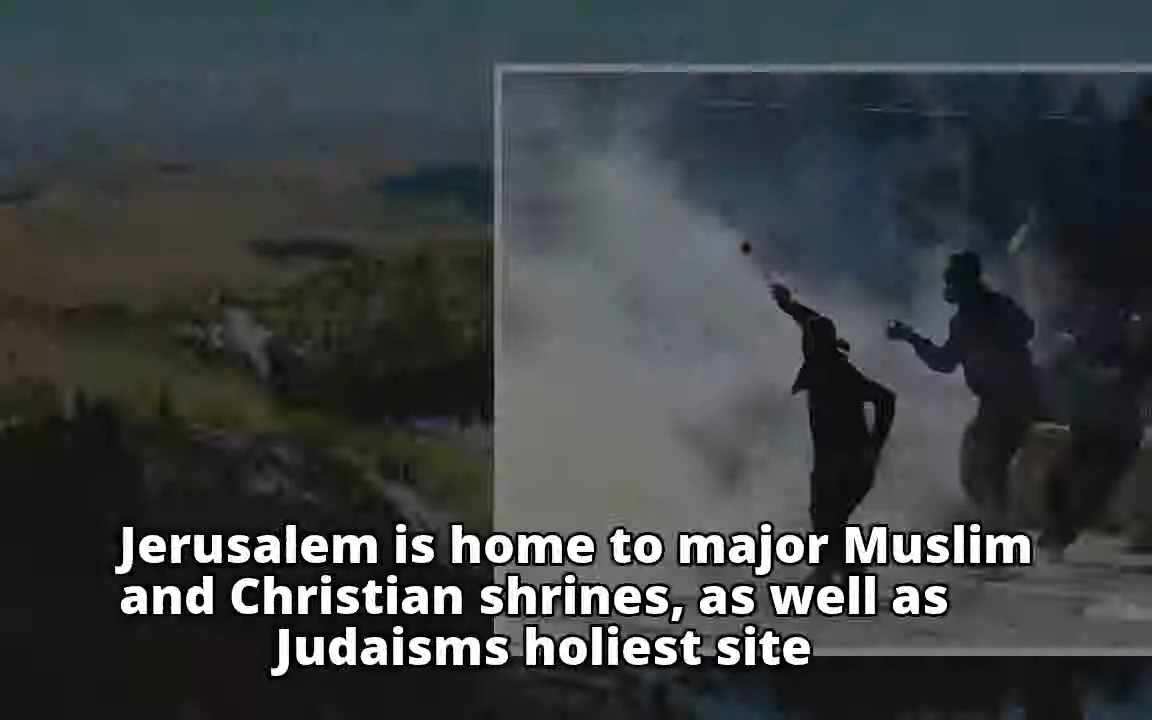 Jerusalem is home to major Muslim
and Christian shrines, as well as
Judaisms holiest site